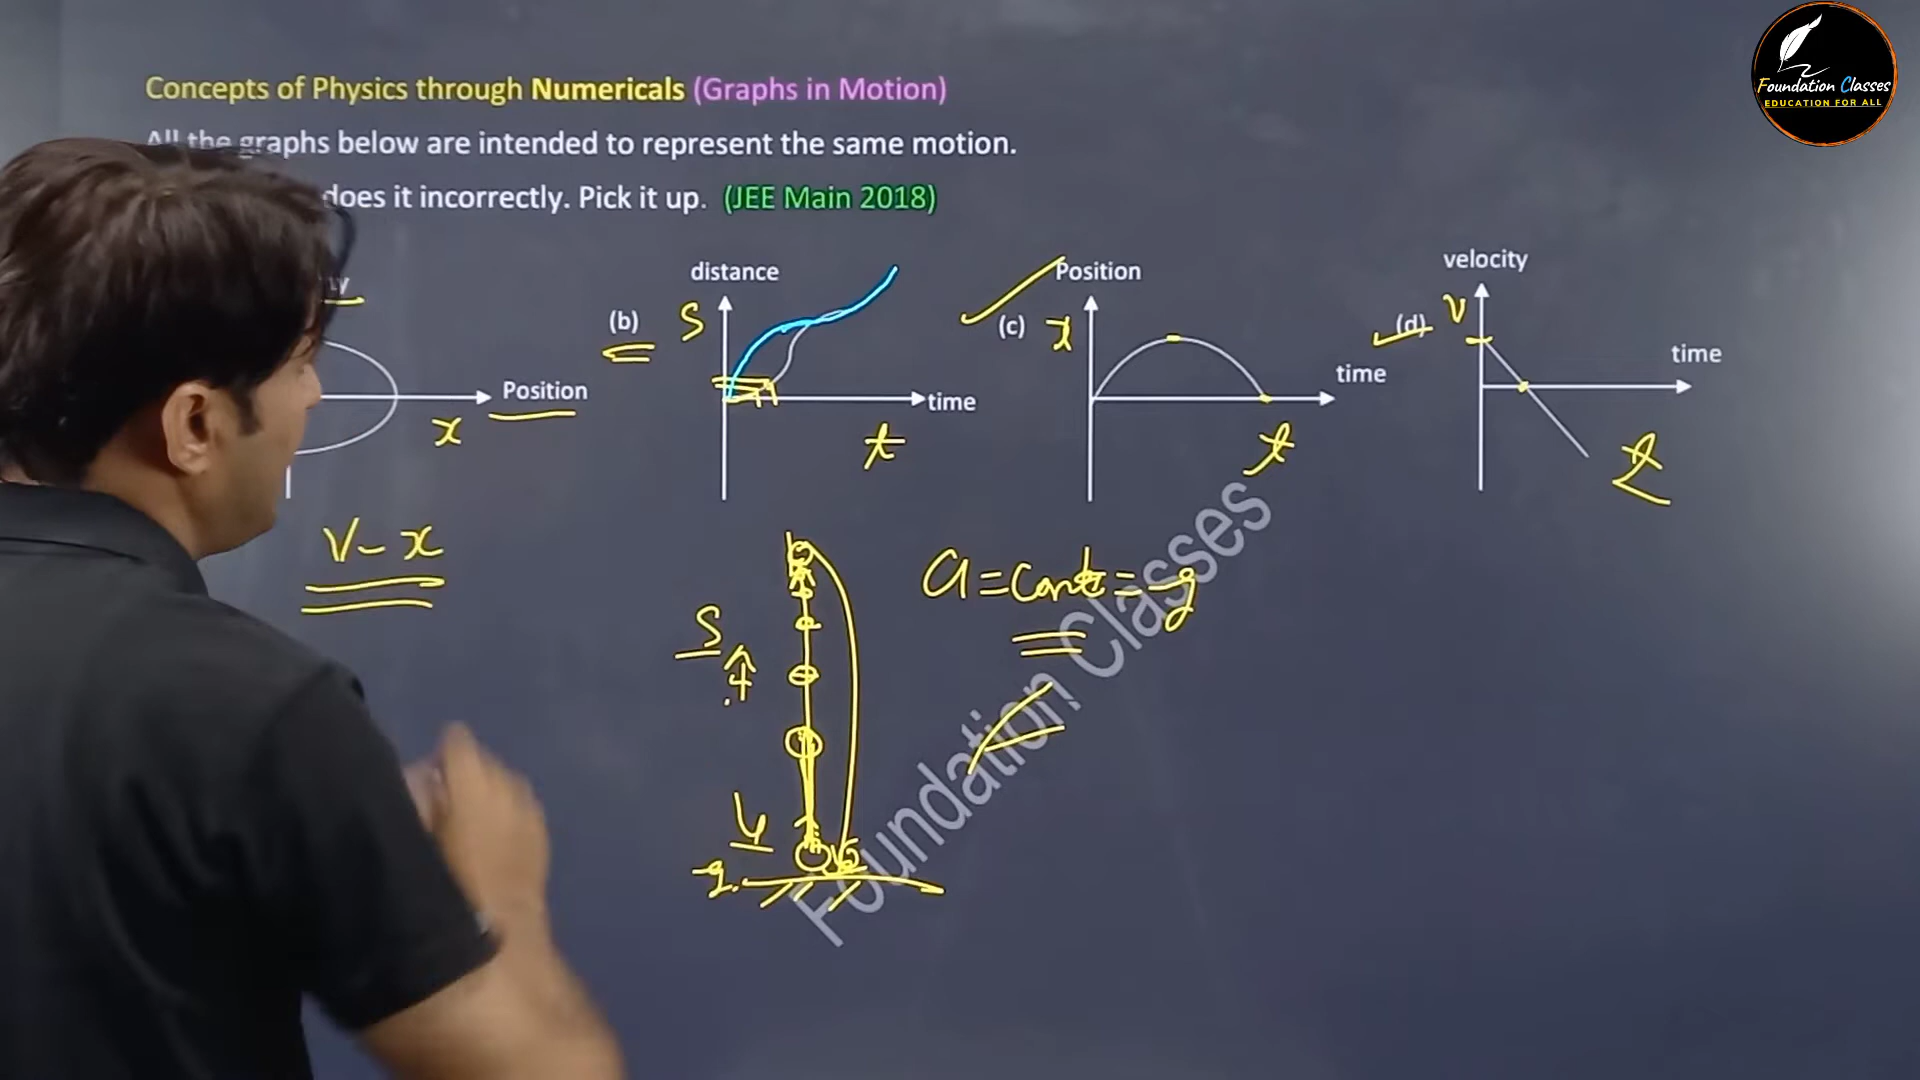 Concepts of Physics through Numericals (Graphs in Motion)
All the graphs below are intended to represent the same motion.
does it incorrectly. Pick it up. (JEE Main 2018)
Position
x
V - x
(b)
distance
S
time
t
(c)
Position
x
time
t
(d)
velocity
v
time
t
S
u
-g
a = Const = -g
Foundation Classes
Foundation Classes
EDUCATION FOR ALL